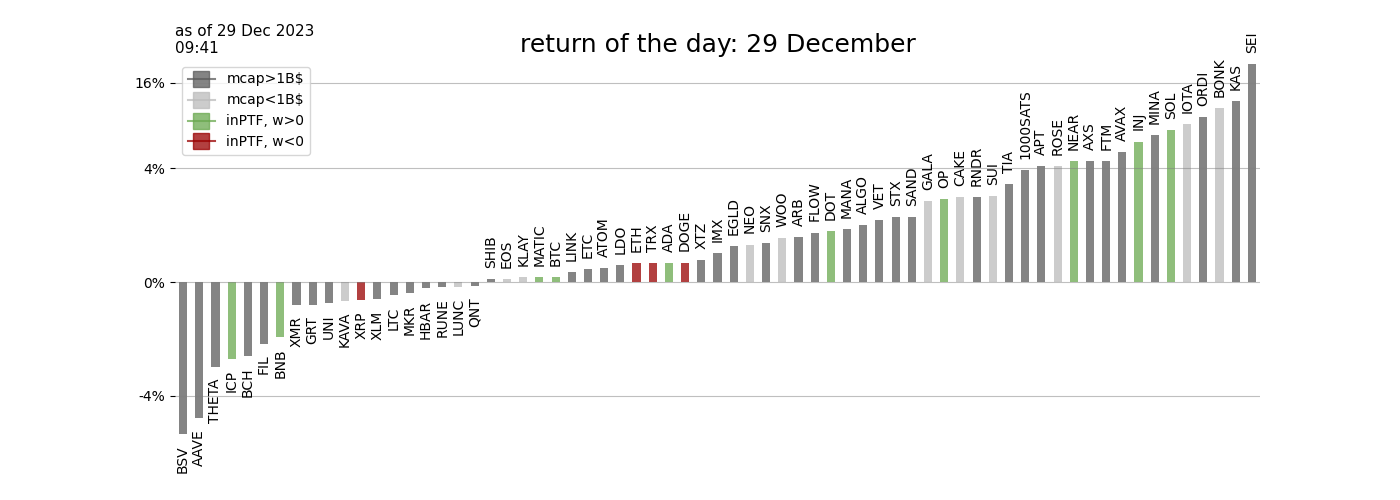 as of 29 Dec 2023
09:41
return of the day: 29 December
mcap>1B$
mcap<1B$
inPTF, w>0
inPTF, w<0
16%
4%
0%
-4%
BSV
AAVE
THETA
ICP
BCH
FIL
BNB
XMR
GRT
UNI
KAVA
XRP
XLM
LTC
MKR
HBAR
RUNE
LUNC
QNT
SHIB
EOS
KLAY
MATIC
BTC
LINK
ETC
ATOM
LDO
ETH
TRX
ADA
DOGE
XTZ
IMX
EGLD
NEO
SNX
WOO
ARB
FLOW
DOT
MANA
ALGO
VET
STX
SAND
GALA
OP
CAKE
RNDR
SUI
TIA
1000SATS
APT
ROSE
NEAR
AXS
FTM
AVAX
INJ
MINA
SOL
IOTA
ORDI
BONK
KAS
SEI